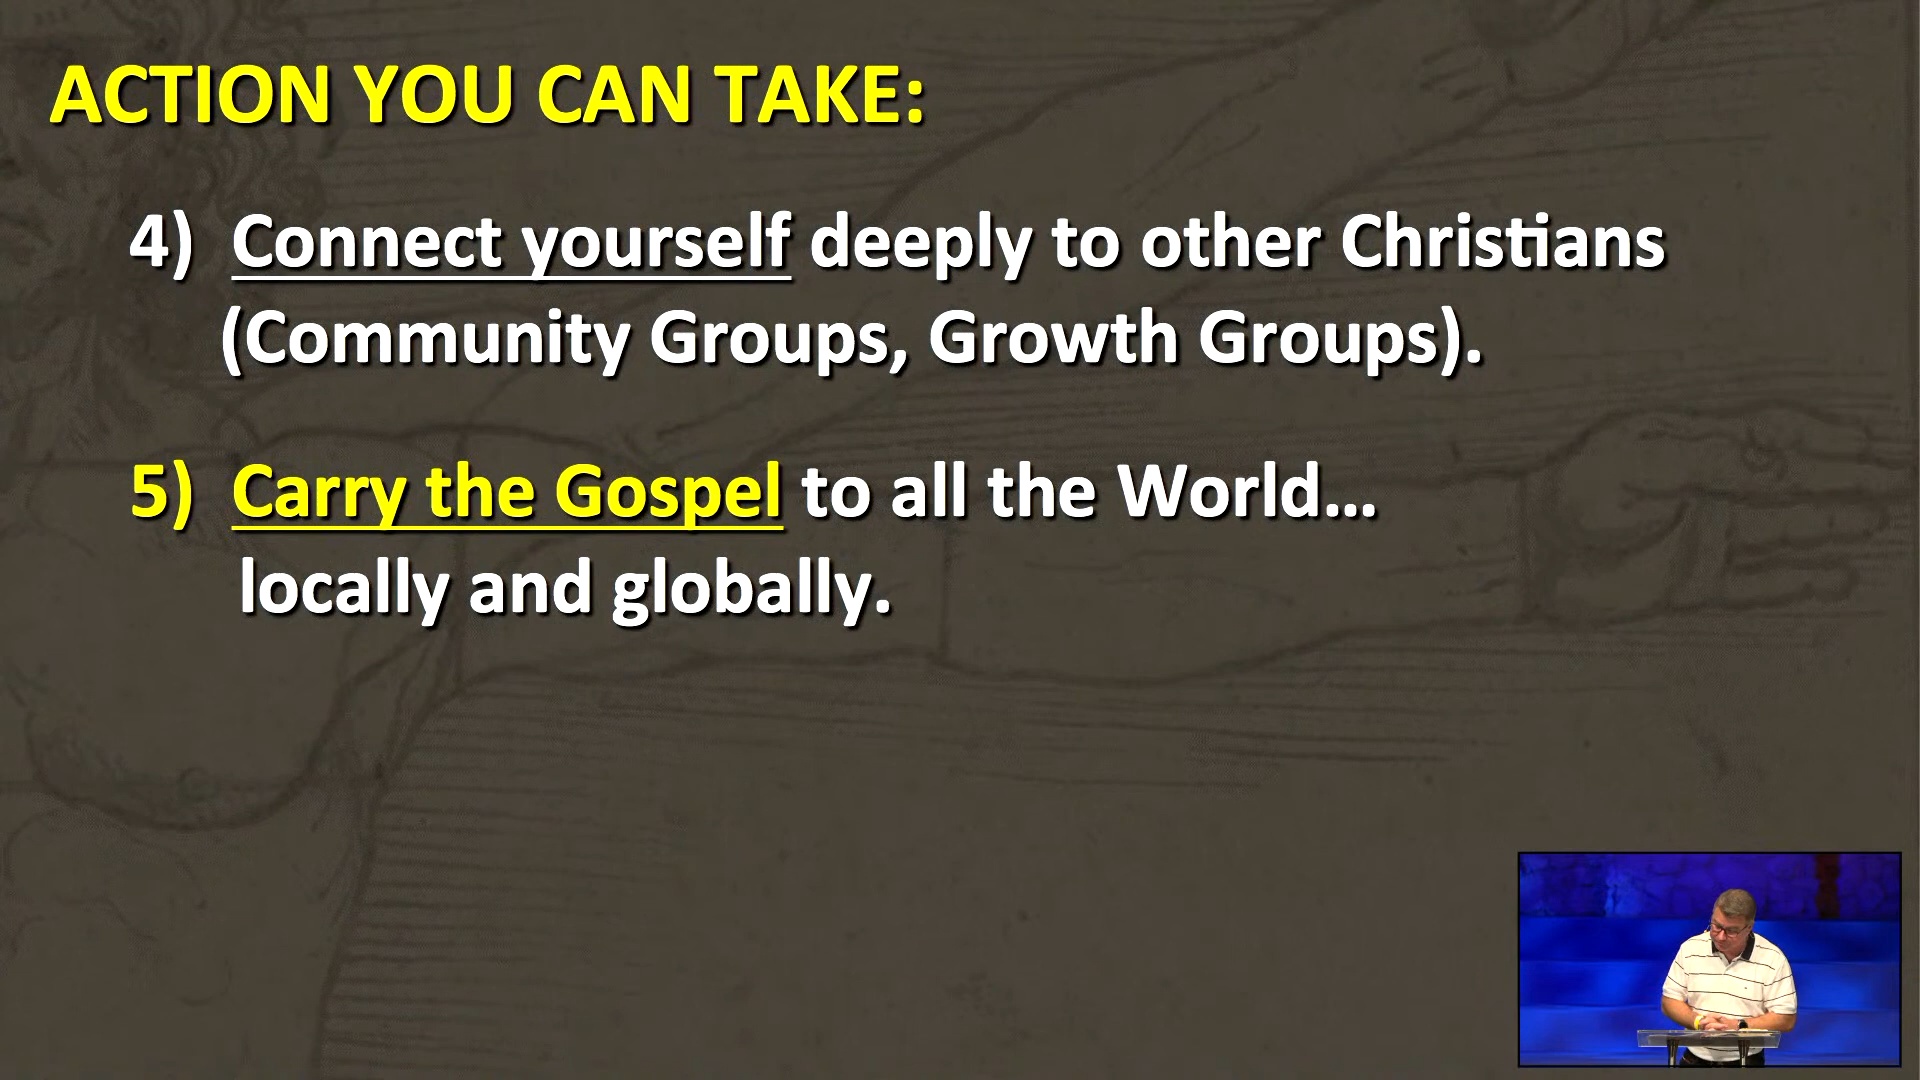 ACTION YOU CAN TAKE:
4) Connect yourself deeply to other Christians
(Community Groups, Growth Groups).
5) Carry the Gospel to all the World...
locally and globally.